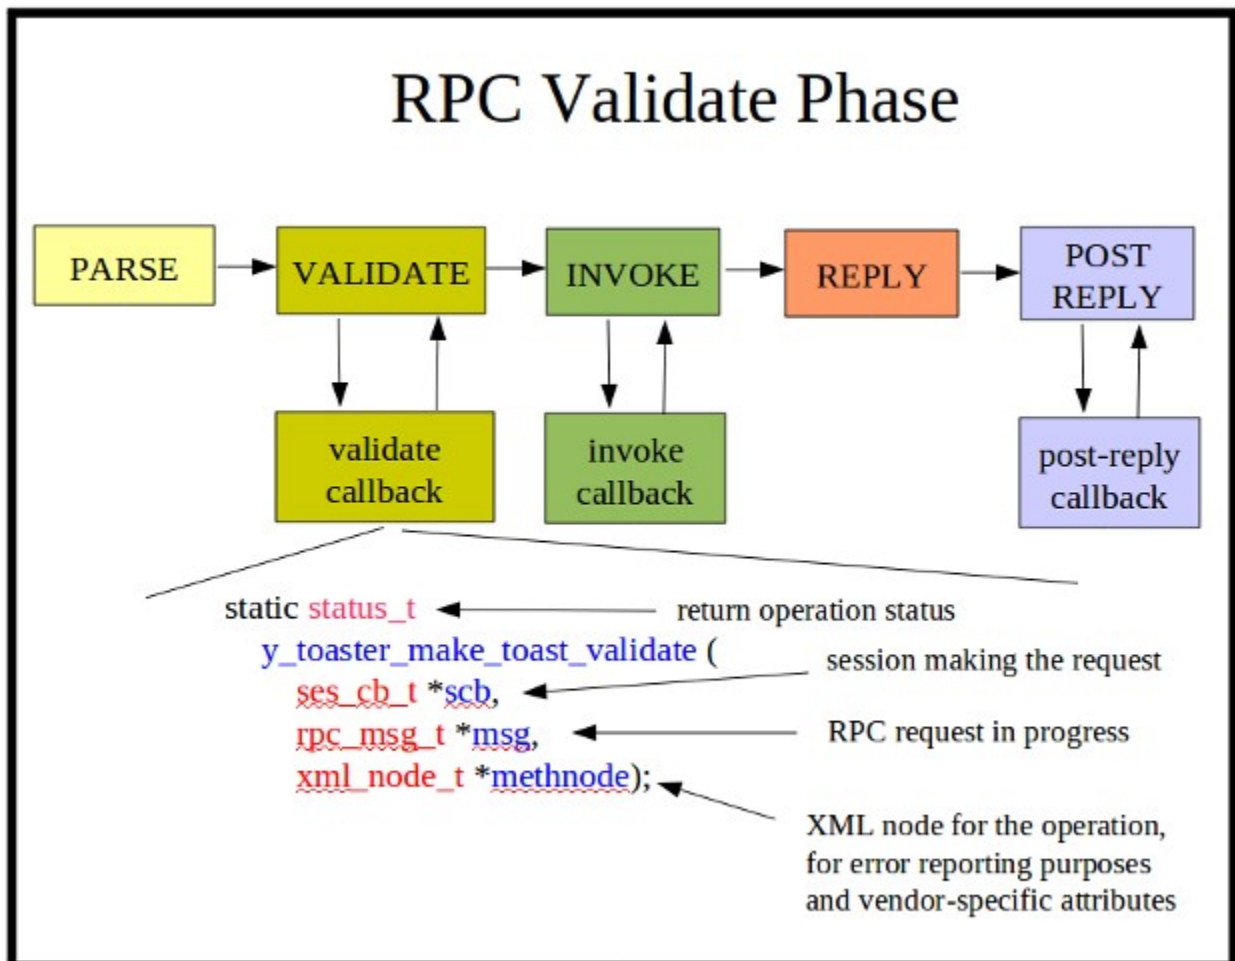 RPC Validate Phase
PARSE
VALIDATE
INVOKE
REPLY
POST
REPLY
validate
callback
invoke
callback
post-reply
callback
static status_t
return operation status
y_toaster_make_toast_validate (
session making the request
ses_cb_t *scb,
rpc_msg_t *msg,
RPC request in progress
xml_node_t *methnode);
XML node for the operation,
for error reporting purposes
and vendor-specific attributes